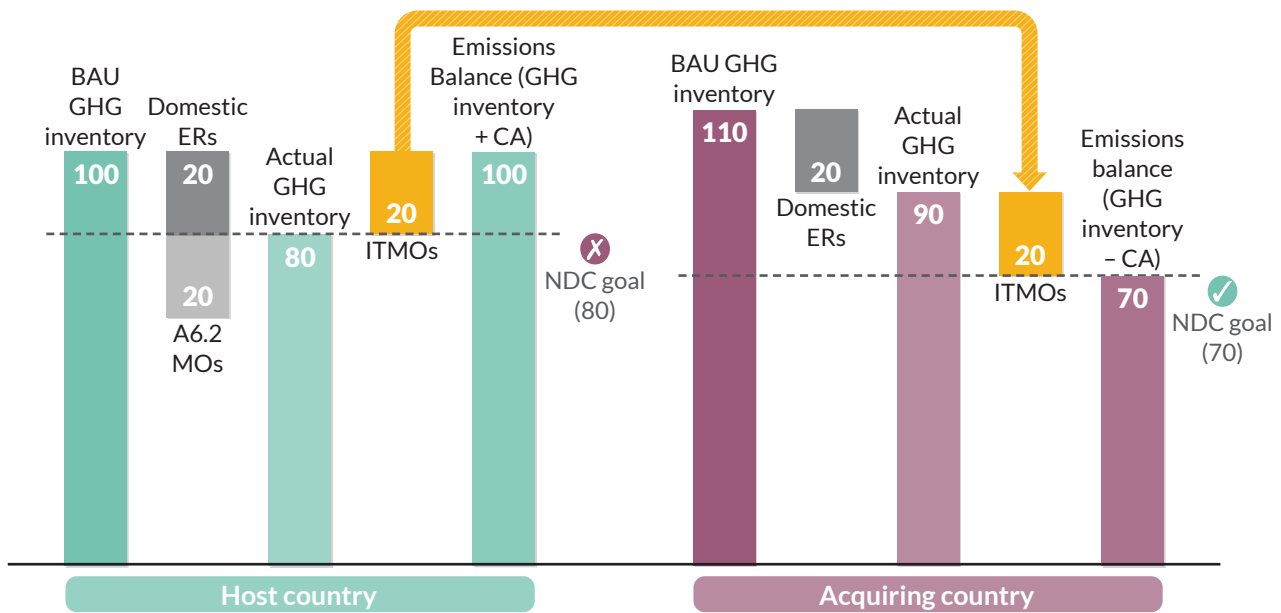 BAU
GHG
inventory
100
Domestic
ERs
20
20
A6.2
MOs
Actual
GHG
inventory
80
20
ITMOs
Emissions
Balance (GHG
inventory
+ CA)
100
✗
NDC goal
(80)
Host country
BAU GHG
inventory
110
20
Domestic
ERs
Actual
GHG
inventory
90
20
ITMOs
Emissions
balance
(GHG
inventory
– CA)
70
✓
NDC goal
(70)
Acquiring country